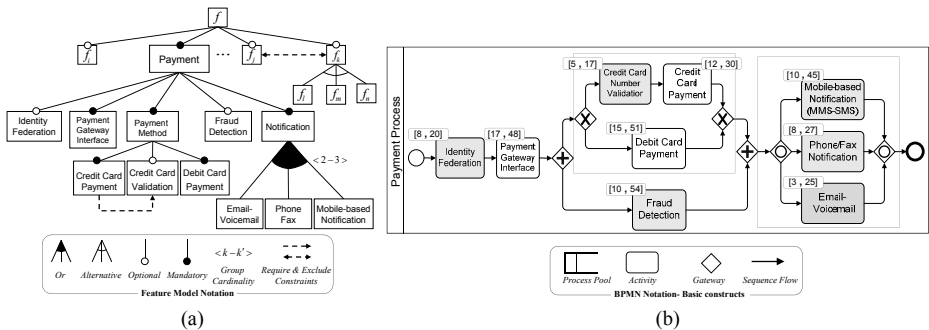 f
f_i
Payment
...
f_j
f_k
f_l
f_m
f_n
Identity
Federation
Payment
Gateway
Interface
Payment
Method
Fraud
Detection
Notification
< 2 − 3 >
Credit Card
Payment
Credit Card
Validation
Debit Card
Payment
Email-
Voicemail
Phone
Fax
Mobile-based
Notification
Or
Alternative
Optional
Mandatory
< k − k' >
Group
Cardinality
Require & Exclude
Constraints
Feature Model Notation
(a)
Payment Process
[8 , 20]
Identity
Federation
[17 , 48]
Payment
Gateway
Interface
[5 , 17]
Credit Card
Number
Validatior
[12 , 30]
Credit
Card
Payment
X
X
[15 , 51]
Debit Card
Payment
[10 , 54]
Fraud
Detection
[10 , 45]
Mobile-based
Notification
(MMS-SMS)
[8 , 27]
Phone/Fax
Notification
[3 , 25]
Email-
Voicemail
Process Pool
Activity
Gateway
Sequence Flow
BPMN Notation- Basic constructs
(b)